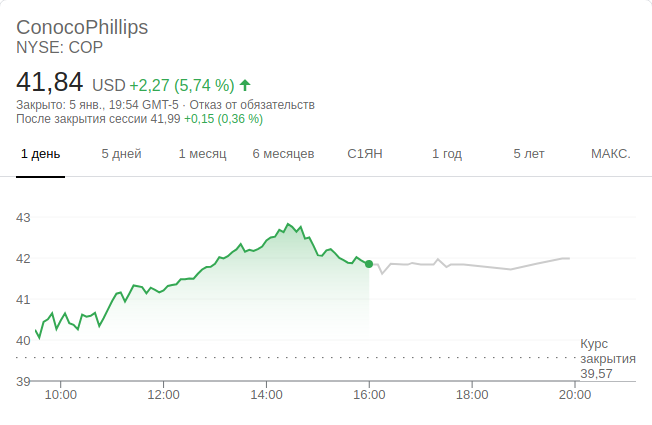 ConocoPhillips
NYSE: COP
41,84 USD +2,27 (5,74 %)
Закрыто: 5 янв., 19:54 GMT-5 · Отказ от обязательств
После закрытия сессии 41,99 +0,15 (0,36 %)
1 день 5 дней 1 месяц 6 месяцев С1ЯН 1 год 5 лет МАКС.
43
42
41
40
Курс
закрытия
39,57
39
10:00 12:00 14:00 16:00 18:00 20:00